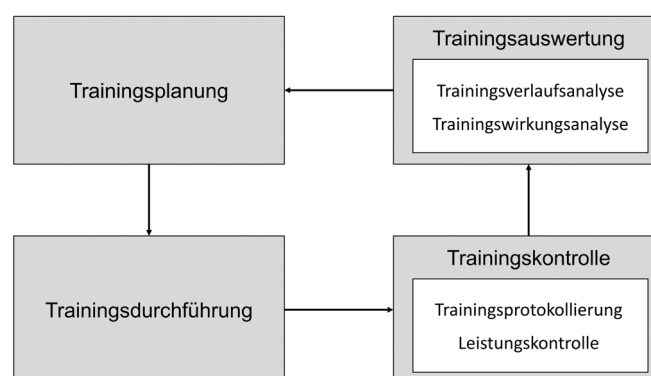 Trainingsplanung
Trainingsauswertung
Trainingsverlaufsanalyse
Trainingswirkungsanalyse
Trainingsdurchführung
Trainingskontrolle
Trainingsprotokollierung
Leistungskontrolle